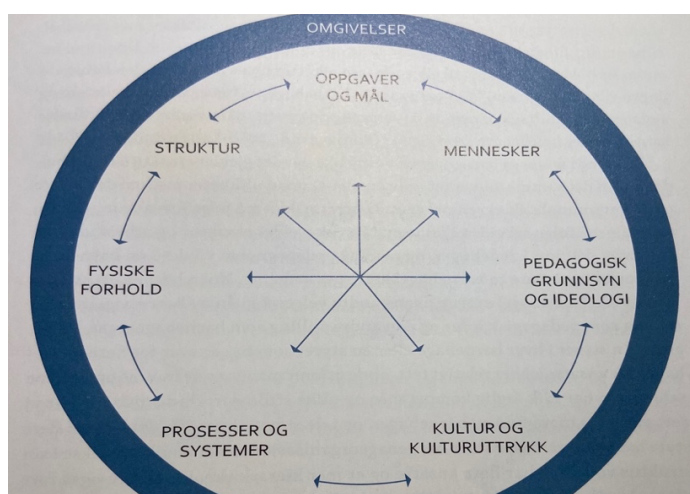 OMGIVELSER
OPPGAVER
OG MÅL
STRUKTUR
MENNESKER
FYSISKE
FORHOLD
PEDAGOGISK
GRUNNSYN
OG IDEOLOGI
PROSESSER OG
SYSTEMER
KULTUR OG
KULTURUTTRYKK